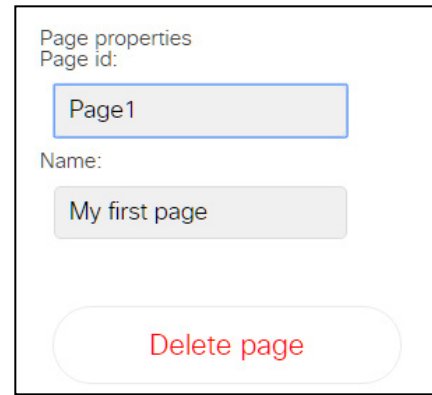 Page properties
Page id:
Page1
Name:
My first page
Delete page